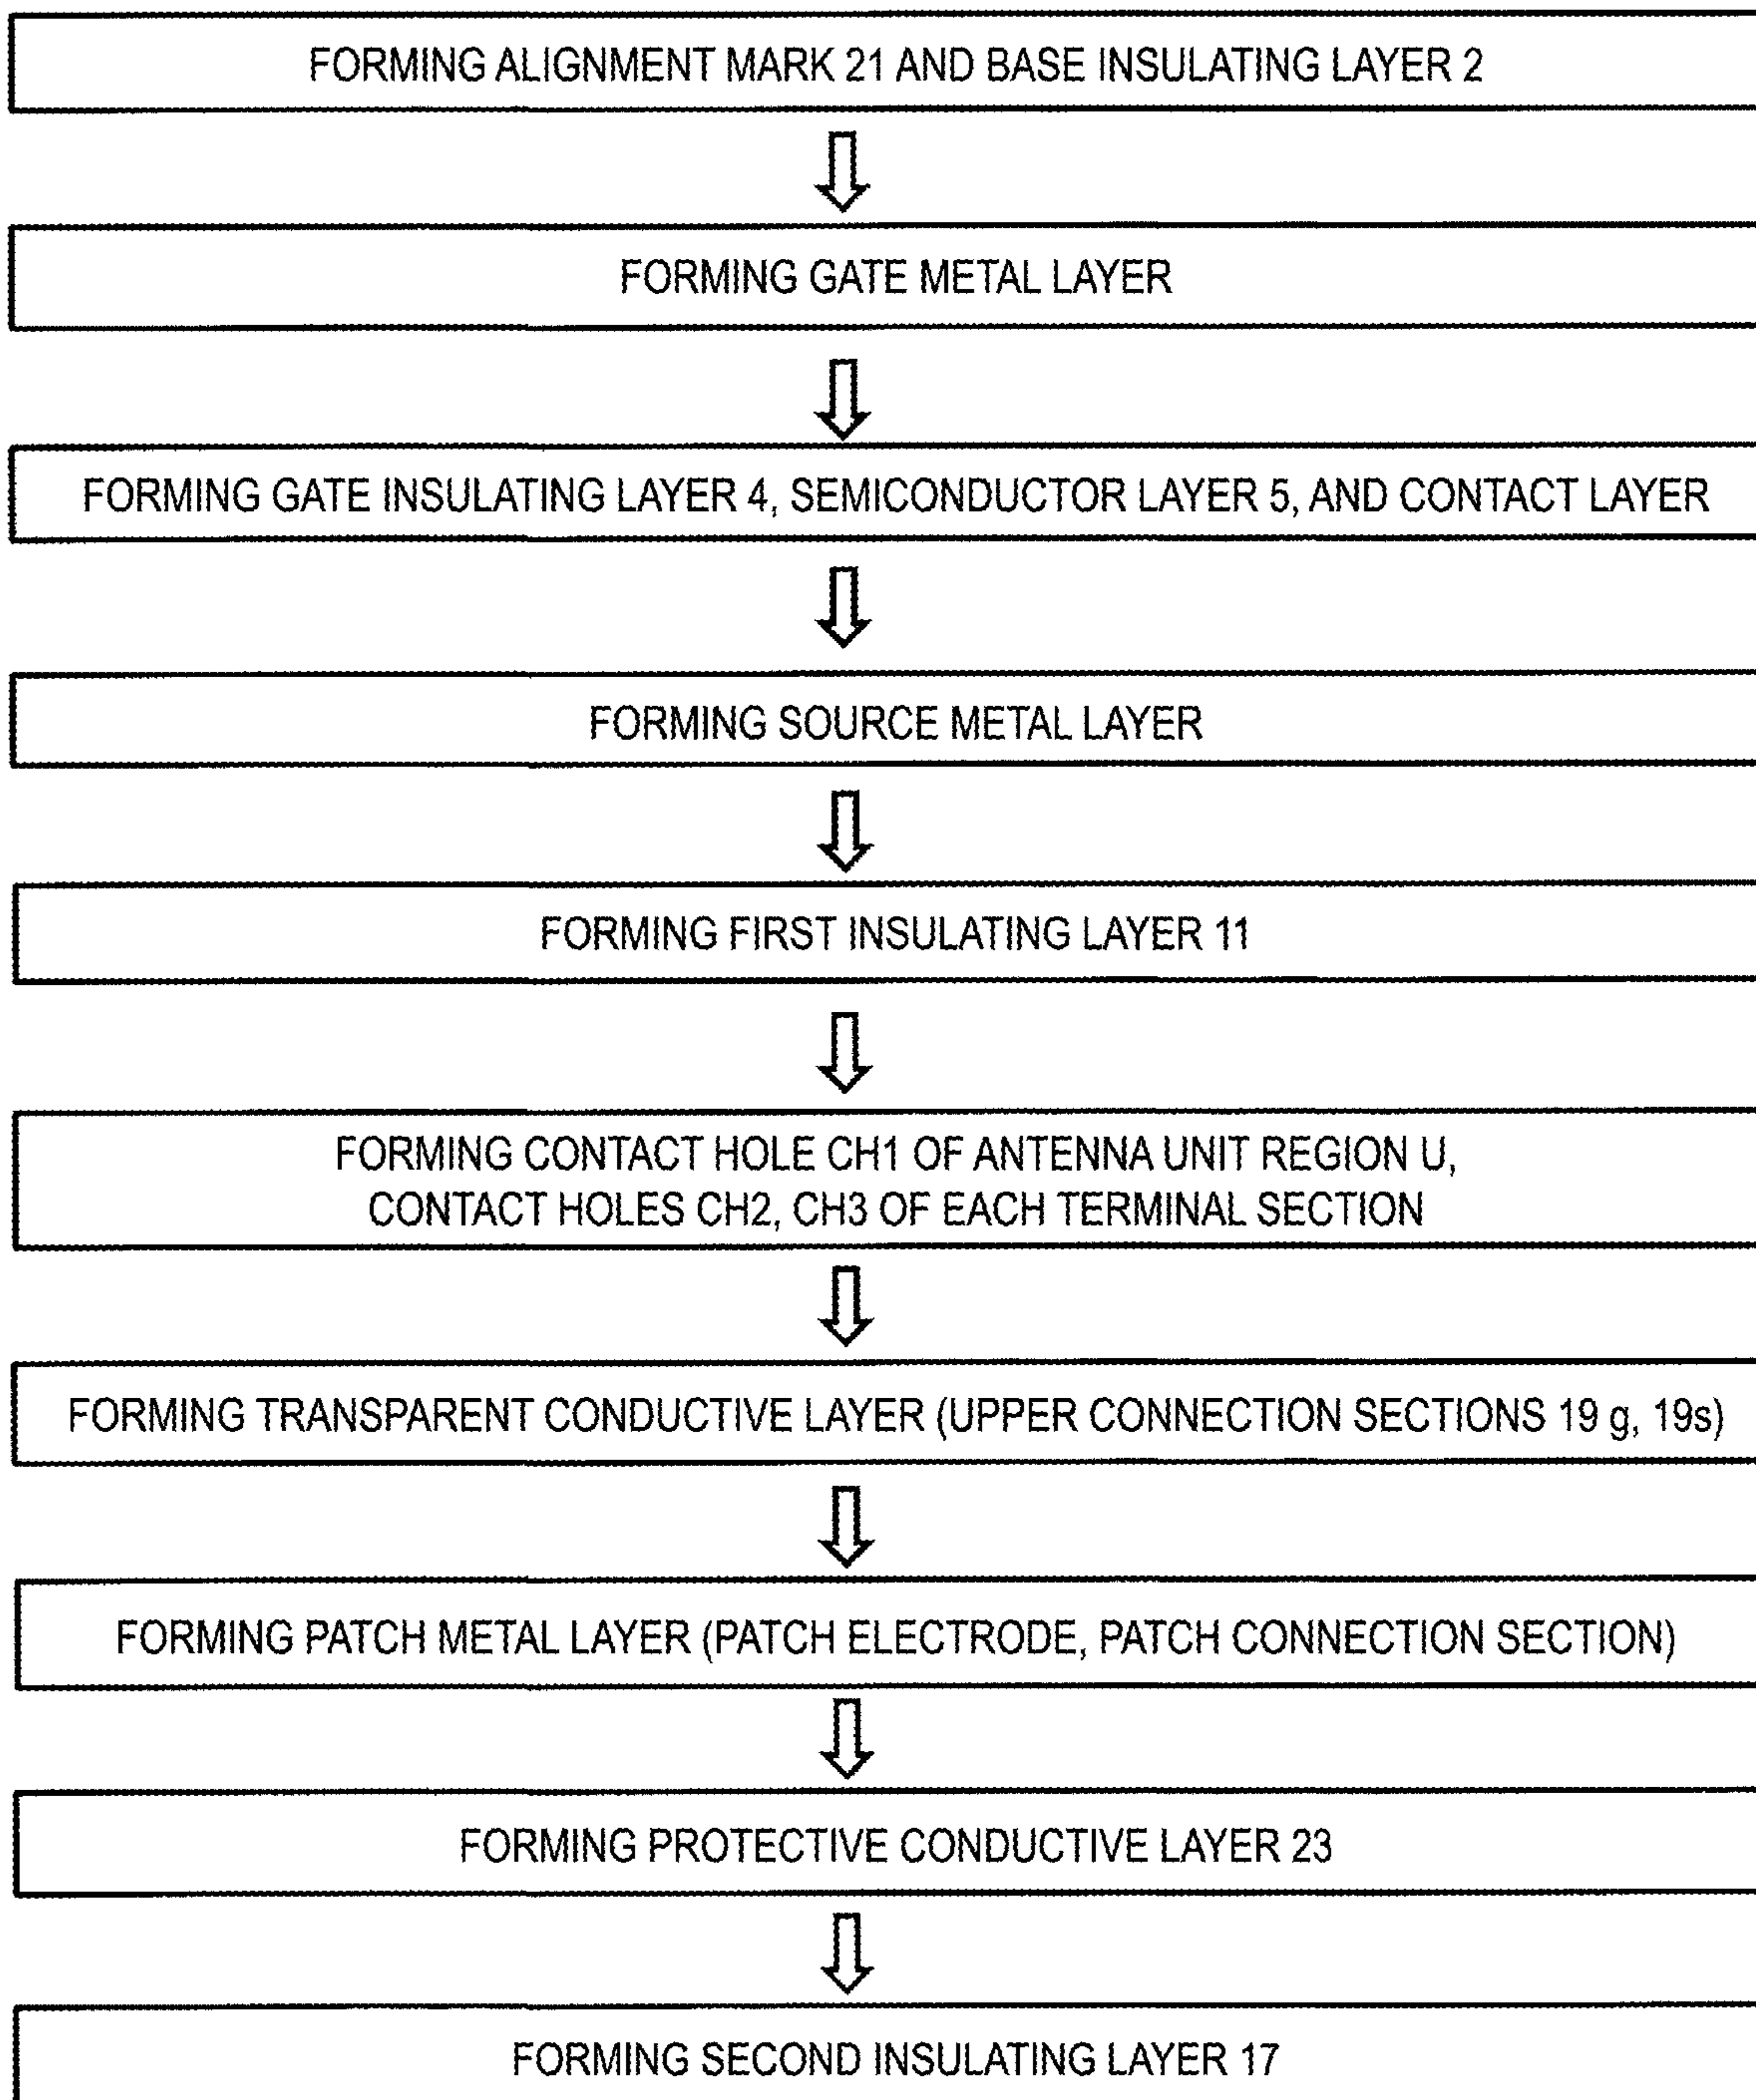 FORMING ALIGNMENT MARK 21 AND BASE INSULATING LAYER 2
FORMING GATE METAL LAYER
FORMING GATE INSULATING LAYER 4, SEMICONDUCTOR LAYER 5, AND CONTACT LAYER
FORMING SOURCE METAL LAYER
FORMING FIRST INSULATING LAYER 11
FORMING CONTACT HOLE CH1 OF ANTENNA UNIT REGION U,
CONTACT HOLES CH2, CH3 OF EACH TERMINAL SECTION
FORMING TRANSPARENT CONDUCTIVE LAYER (UPPER CONNECTION SECTIONS 19 g, 19s)
FORMING PATCH METAL LAYER (PATCH ELECTRODE, PATCH CONNECTION SECTION)
FORMING PROTECTIVE CONDUCTIVE LAYER 23
FORMING SECOND INSULATING LAYER 17